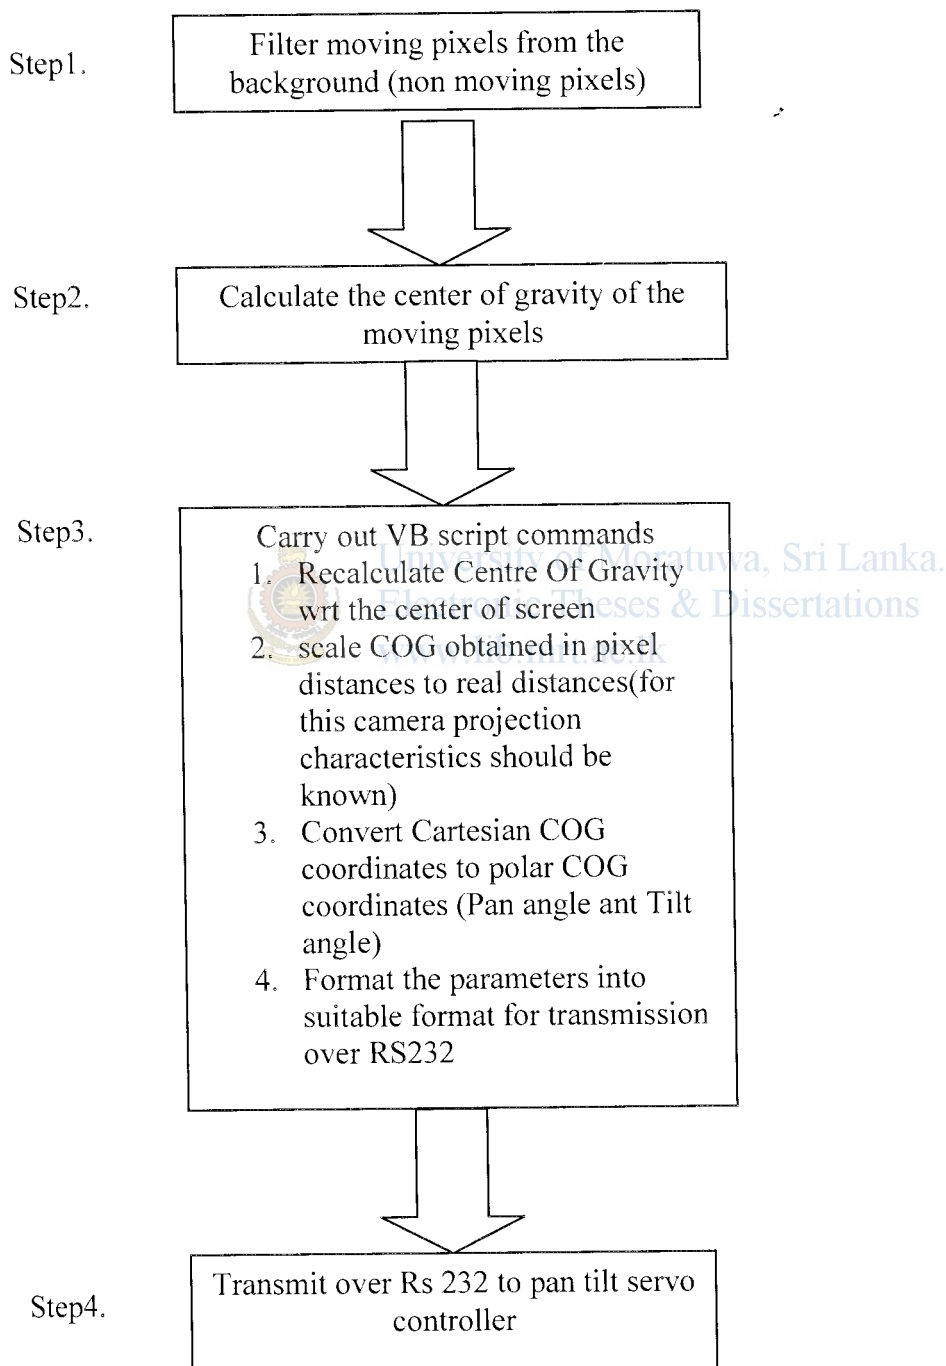 Step1.
Filter moving pixels from the
background (non moving pixels)
Step2.
Calculate the center of gravity of the
moving pixels
Step3.
Carry out VB script commands
1. Recalculate Centre Of Gravity
wrt the center of screen
2. scale COG obtained in pixel
distances to real distances(for
this camera projection
characteristics should be
known)
3. Convert Cartesian COG
coordinates to polar COG
coordinates (Pan angle ant Tilt
angle)
4. Format the parameters into
suitable format for transmission
over RS232
University of Moratuwa, Sri Lanka.
Electronic Theses & Dissertations
www.lib.mrt.ac.lk
Step4.
Transmit over Rs 232 to pan tilt servo
controller